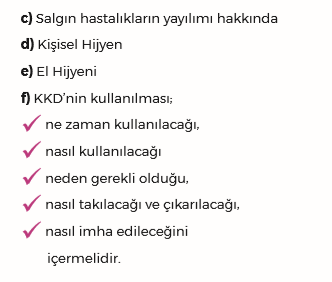 c) Salgın hastalıkların yayılımı hakkında
d) Kişisel Hijyen
e) El Hijyeni
f) KKD’nin kullanılması;
ne zaman kullanılacağı,
nasıl kullanılacağı
neden gerekli olduğu,
nasıl takılacağı ve çıkarılacağı,
nasıl imha edileceğini
içermelidir.